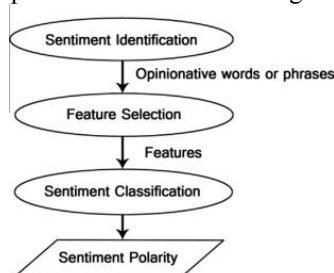 Sentiment Identification
Opinionative words or phrases
Feature Selection
Features
Sentiment Classification
Sentiment Polarity